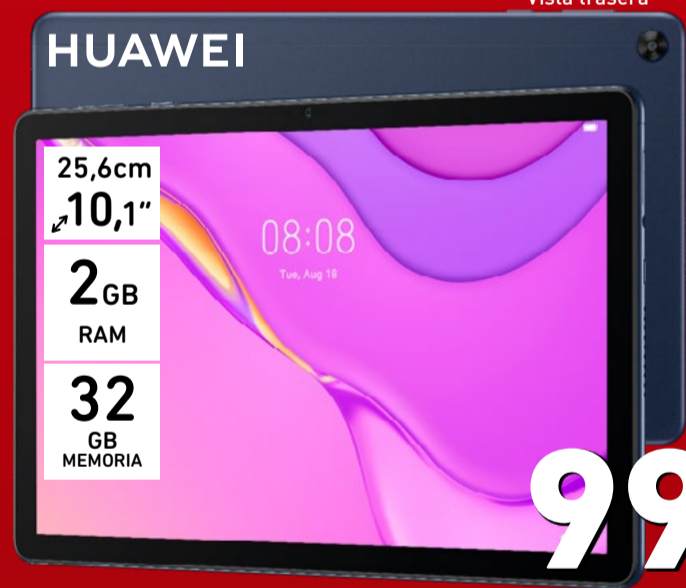 Vista trasera
HUAWEI
25,6cm
10,1"
2GB
RAM
32
GB
MEMORIA
08:08
Tue, Aug 18
99